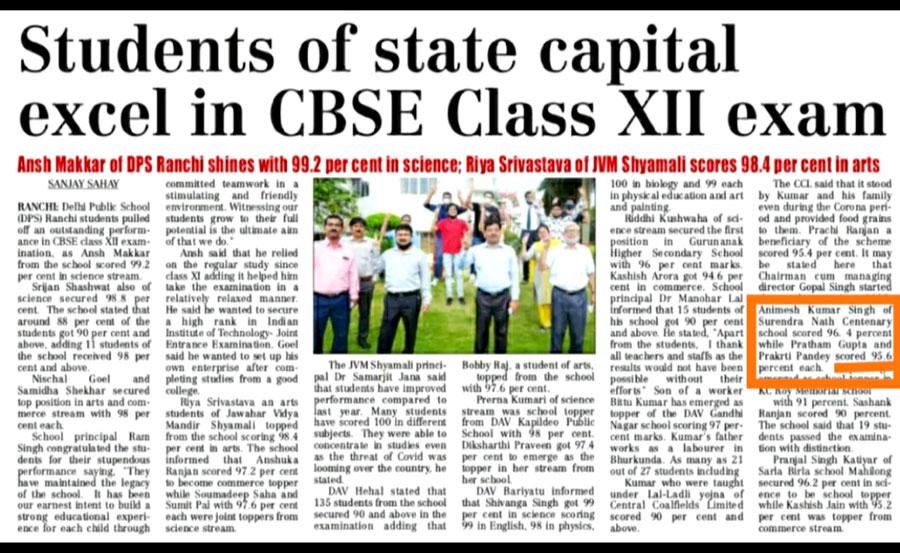 Students of state capital
excel in CBSE Class XII exam
Ansh Makkar of DPS Ranchi shines with 99.2 per cent in science; Riya Srivastava of JVM Shyamali scores 98.4 per cent in arts
SANJAY SAHAY
RANCHI: Delhi Public School
(DPS) Ranchi students pulled
off an outstanding perform-
ance in CBSE class XII exam-
ination, as Ansh Makkar
from the school scored 99.2
per cent in science stream.
Srijan Shashwat also of
science secured 98.8 per
cent. The school stated that
around 88 per cent of the
students got 90 per cent and
above, adding 11 students of
the school received 98 per
cent and above.
Nischal Goel and
Samidha Shekhar secured
top position in arts and com-
merce stream with 98 per
cent each.
School principal Ram
Singh congratulated the stu-
dents for their stupendous
performance saying, "They
have maintained the legacy
of the school. It has been
our earnest intent to build a
strong educational experi-
ence for each child through
committed teamwork in a
stimulating and friendly
environment. Witnessing our
students grow to their full
potential is the ultimate aim
of that we do."
Ansh said that he relied
on the regular study since
class XI adding it helped him
take the examination in a
relatively relaxed manner.
He said he wanted to secure
a high rank in Indian
Institute of Technology- Joint
Entrance Examination. Goel
said he wanted to set up his
own enterprise after com-
pleting studies from a good
college.
Riya Srivastava an arts
students of Jawahar Vidya
Mandir Shyamali topped
from the school scoring 98.4
per cent in arts. The school
informed that Anshuka
Ranjan scored 97.2 per cent
to become commerce topper
while Soumadeep Saha and
Sumit Pal with 97.6 per cent
each were joint toppers from
science stream.
The JVM Shyamali princi-
pal Dr Samarjit Jana said
that students have improved
performance compared to
last year. Many students
have scored 100 in different
subjects. They were able to
concentrate in studies even
as the threat of Covid was
looming over the country, he
stated.
DAV Hehal stated that
135 students from the school
secured 90 and above in the
examination adding that
Bobby Raj, a student of arts,
topped from the school
with 97.6 per cent.
Prerna Kumari of science
stream was school topper
from DAV Kapildeo Public
School with 98 per cent.
Diksharthi Praveen got 97.4
per cent to emerge as the
topper in her stream from
her school.
DAV Bariyatu informed
that Shivanga Singh got 99
per cent in science scoring
99 in English, 98 in physics,
100 in biology and 99 each
in physical education and art
and painting.
Riddhi Kushwaha of sci-
ence stream secured the first
position in Gurunanak
Higher Secondary School
with 96 per cent marks.
Kashish Arora got 94.6 per
cent in commerce. School
principal Dr Manohar Lal
informed that 15 students of
his school got 90 per cent
and above. He stated, "Apart
from the students, I thank
all teachers and staffs as the
results would not have been
possible without their
efforts" Son of a worker
Bittu Kumar has emerged as
topper of the DAV Gandhi
Nagar school scoring 97 per-
cent marks. Kumar's father
works as a labourer in
Bhurkunda. As many as 21
out of 27 students including
Kumar who were taught
under Lal-Ladli yojna of
Central Coalfields Limited
scored 90 per cent and
above.
The CCL said that it stood
by Kumar and his family
even during the Corona peri-
od and provided food grains
to them. Prachi Ranjan a
beneficiary of the scheme
scored 95.4 per cent. It may
be stated here that
Chairman cum managing
director Gopal Singh started
Animesh Kumar Singh of
Surendra Nath Centenary
school scored 96. 4 percent
while Pratham Gupta and
Prakrti Pandey scored 95.6
percent each.
KC Roy Memorial school
with 91 percent. Sashank
Ranjan scored 90 percent.
The school said that 19 stu-
dents passed the examina-
tion with distinction.
Pranjal Singh Katiyar of
Sarla Birla school Mahilong
secured 96.2 per cent in sci-
ence to be school topper
while Kashish Jain with 95.2
per cent was topper from
commerce stream.